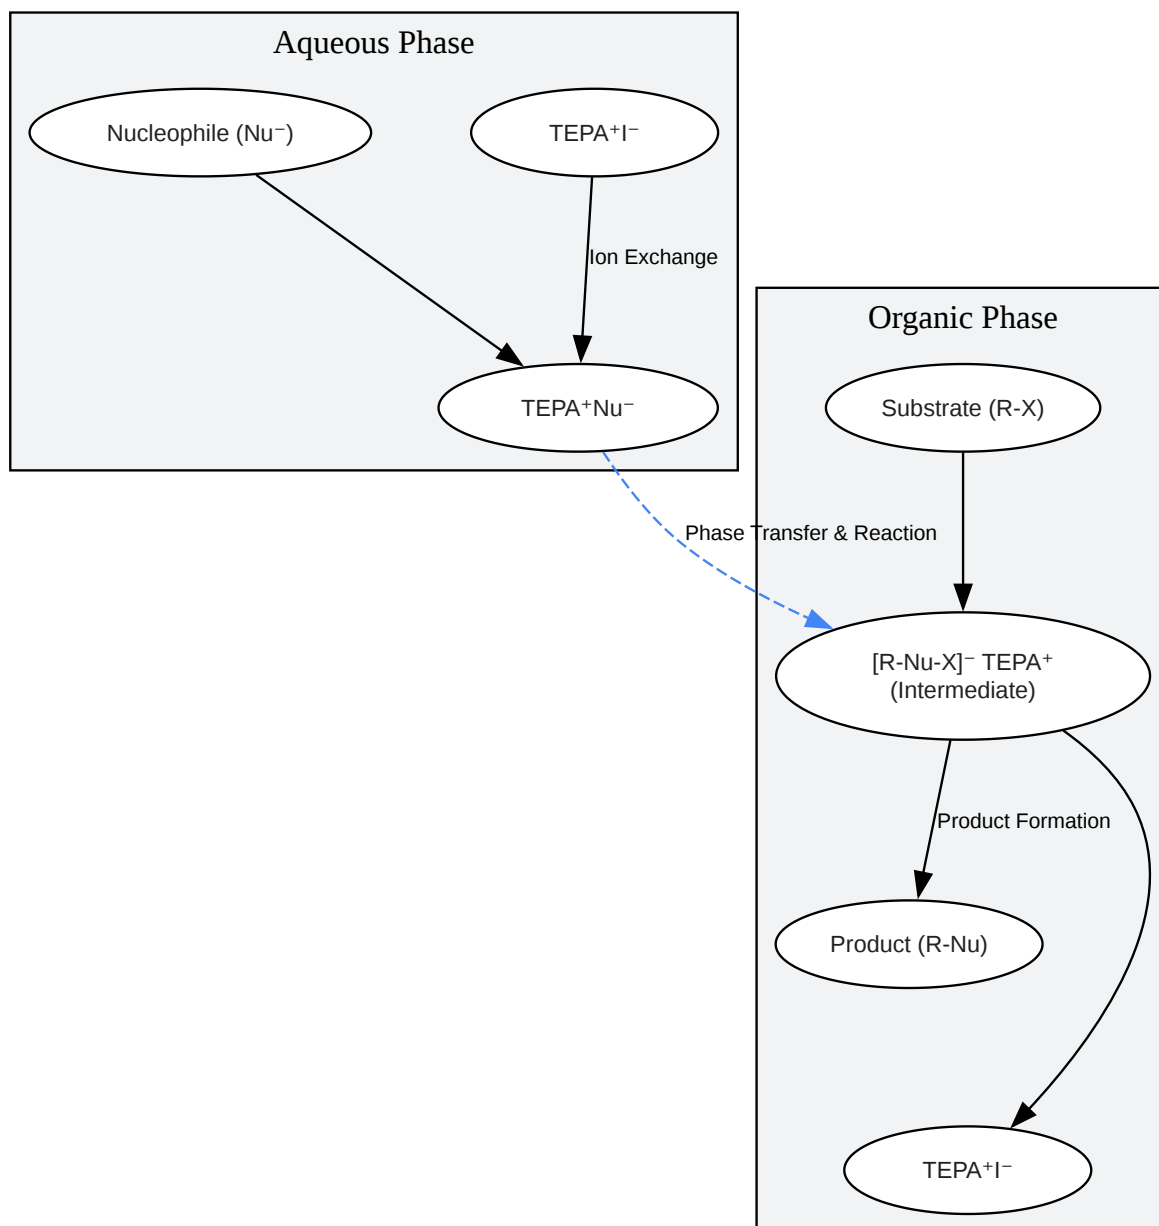 Aqueous Phase
Nucleophile (Nu⁻)
TEPA⁺I⁻
Ion Exchange
TEPA⁺Nu⁻
Organic Phase
Substrate (R-X)
Phase Transfer & Reaction
[R-Nu-X]⁻ TEPA⁺
(Intermediate)
Product Formation
Product (R-Nu)
TEPA⁺I⁻